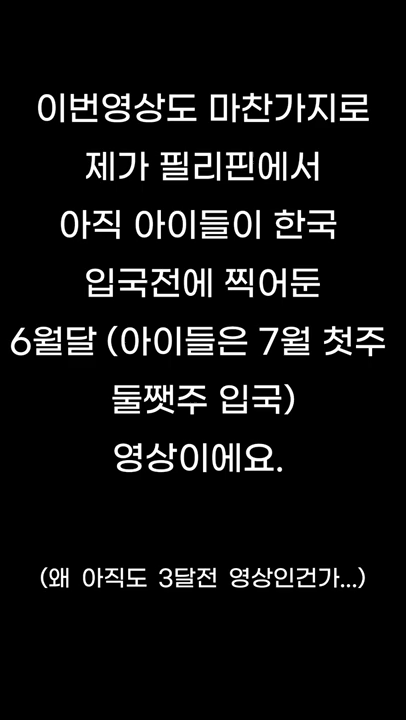 이번영상도 마찬가지로
제가 필리핀에서
아직 아이들이 한국
입국전에 찍어둔
6월달 (아이들은 7월 첫주
둘쨋주 입국)
영상이에요.
(왜 아직도 3달전 영상인건가...)